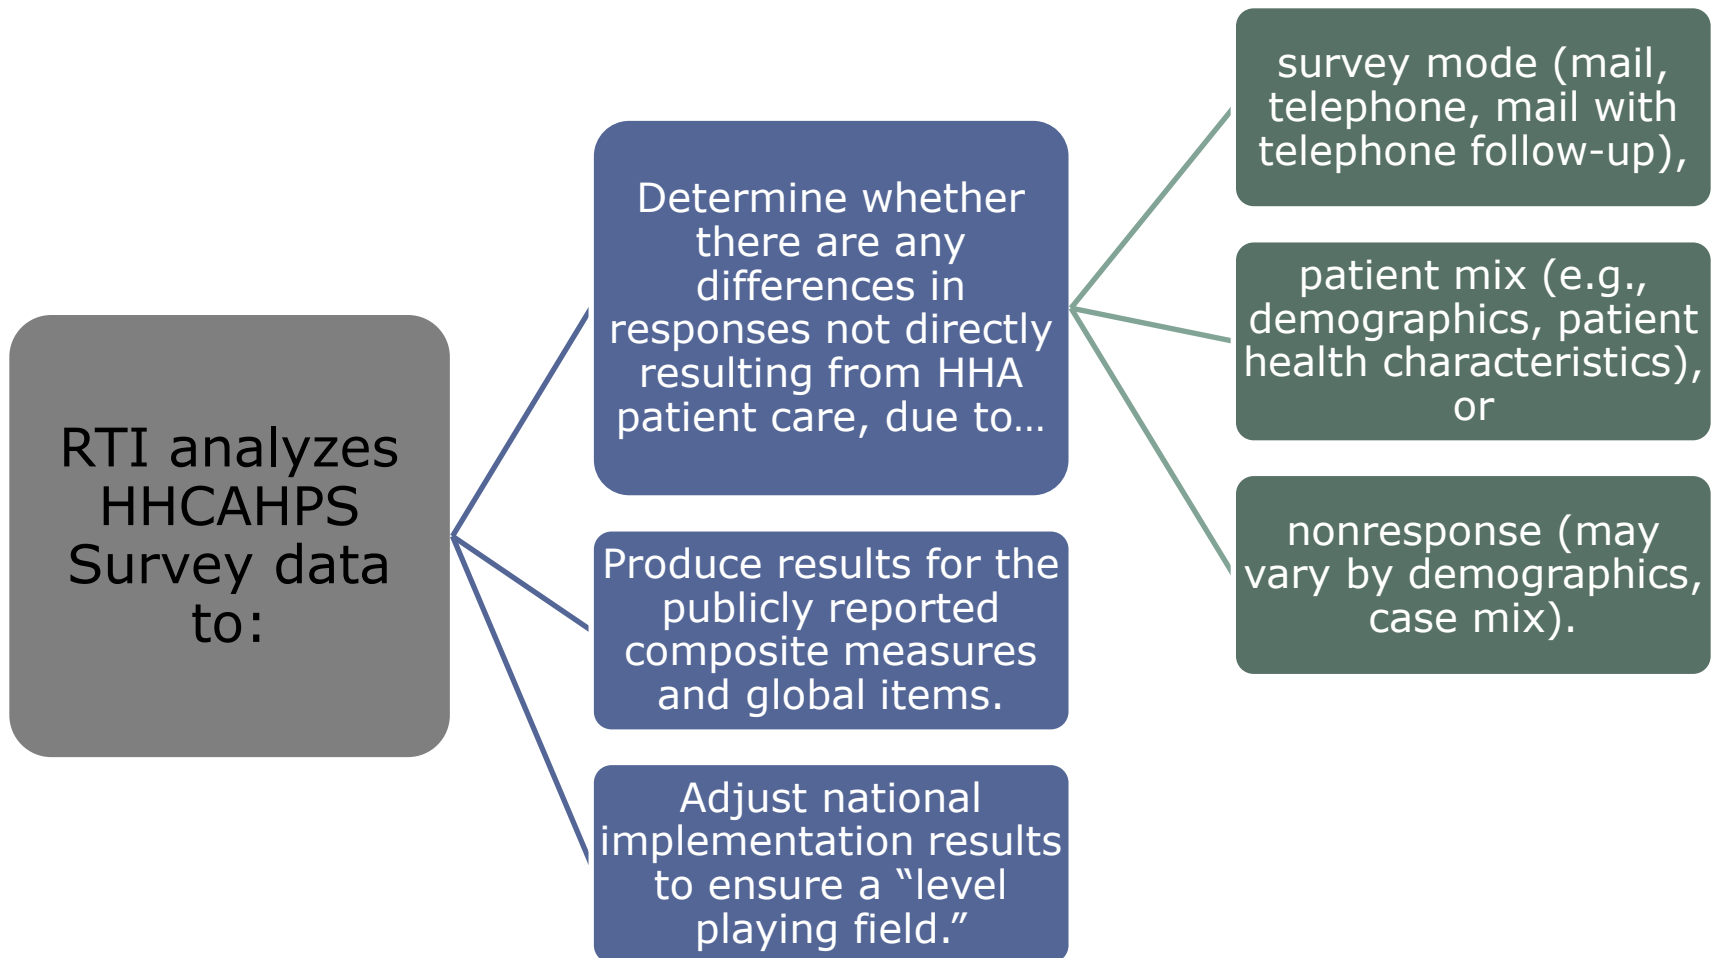 RTI analyzes
HHCAHPS
Survey data
to:
Determine whether
there are any
differences in
responses not directly
resulting from HHA
patient care, due to…
survey mode (mail,
telephone, mail with
telephone follow-up),
patient mix (e.g.,
demographics, patient
health characteristics),
or
nonresponse (may
vary by demographics,
case mix).
Produce results for the
publicly reported
composite measures
and global items.
Adjust national
implementation results
to ensure a “level
playing field.”